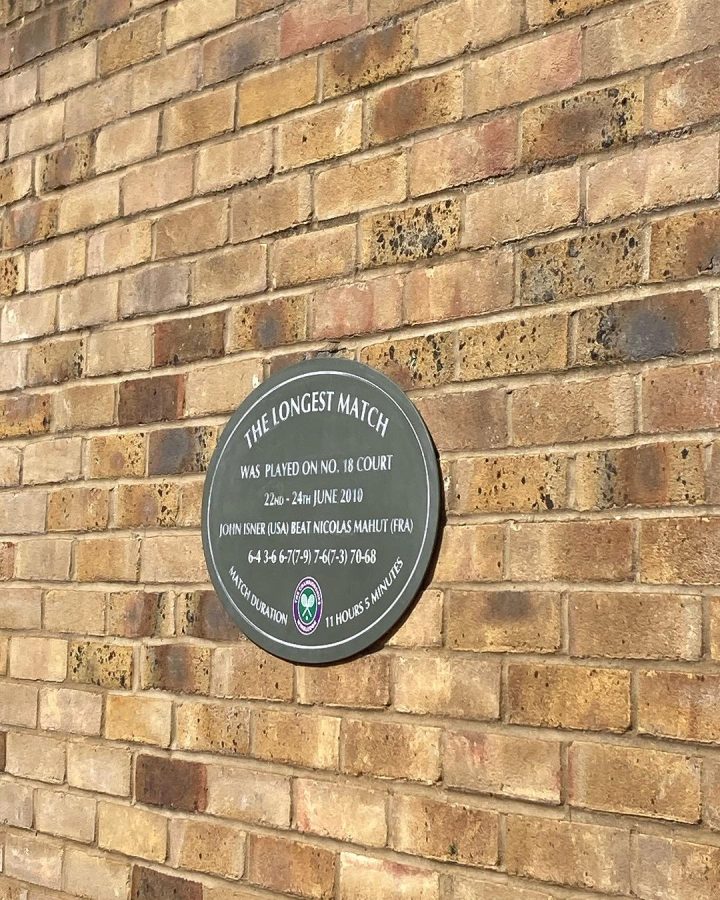 THE LONGEST MATCH
WAS PLAYED ON NO. 18 COURT
22ND - 24TH JUNE 2010
JOHN ISNER (USA) BEAT NICOLAS MAHUT (FRA)
6-4 3-6 6-7(7-9) 7-6(7-3) 70-68
MATCH DURATION 11 HOURS 5 MINUTES